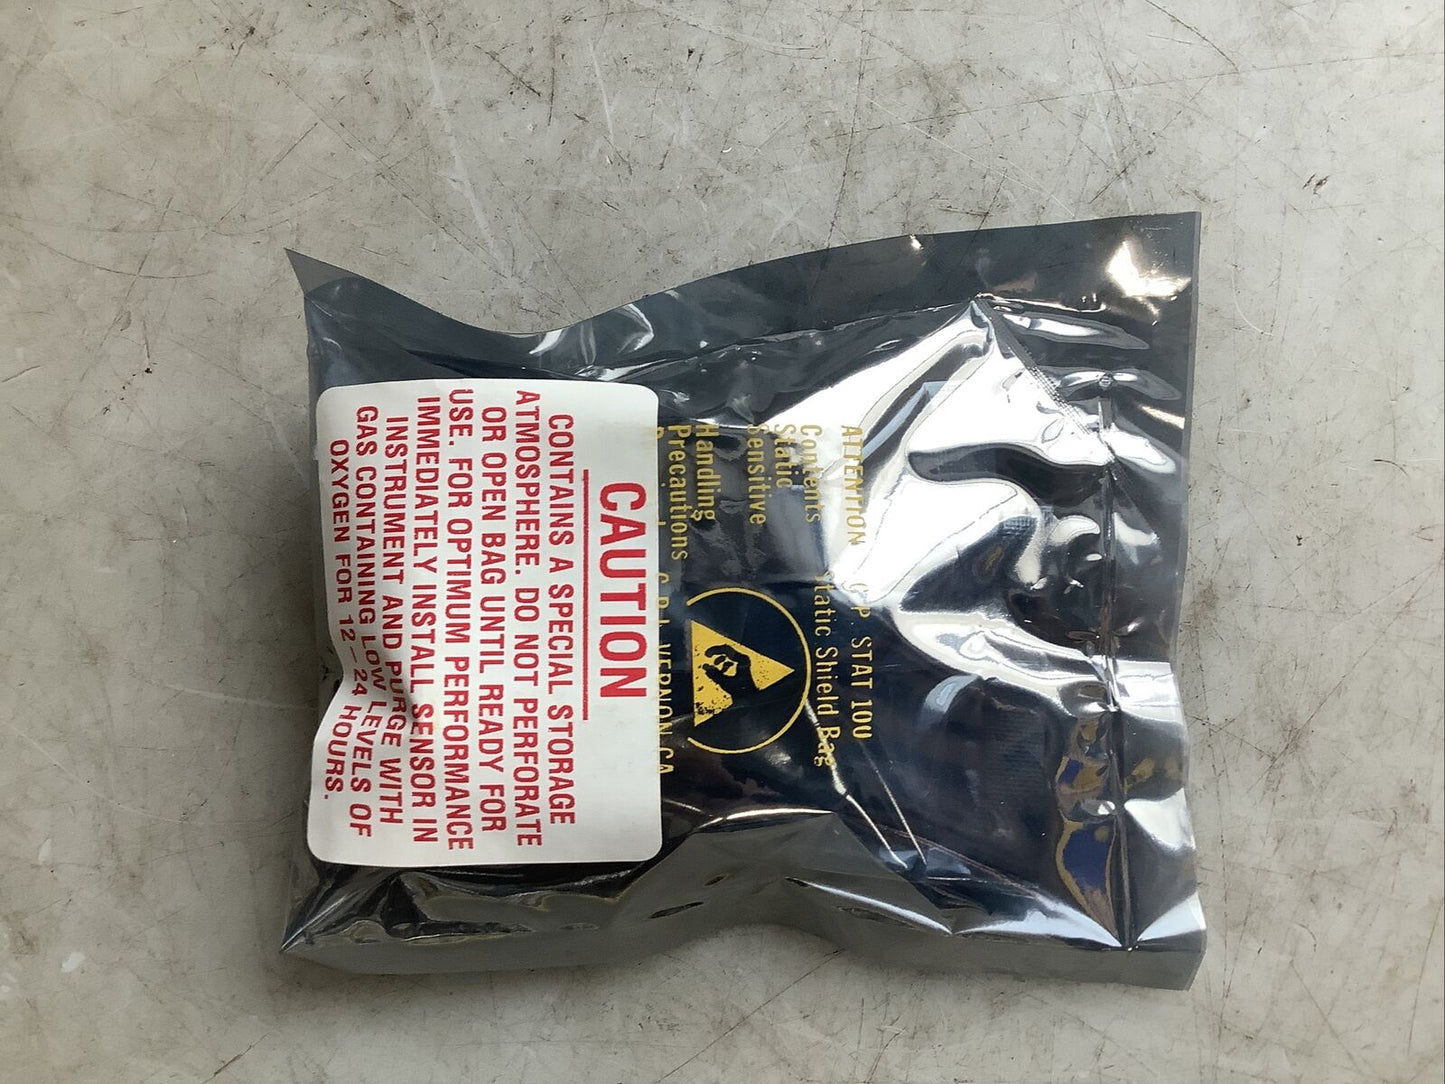 CAUTION
CONTAINS A SPECIAL STORAGE
ATMOSPHERE. DO NOT PERFORATE
OR OPEN BAG UNTIL READY FOR
USE. FOR OPTIMUM PERFORMANCE
IMMEDIATELY INSTALL SENSOR IN
INSTRUMENT AND PURGE WITH
GAS CONTAINING LOW LEVELS OF
OXYGEN FOR 12 – 24 HOURS.
ATTENTION
Contents
Static
Sensitive
Handling
Precautions
STAT 100
Static Shield Bag
VERNON CA